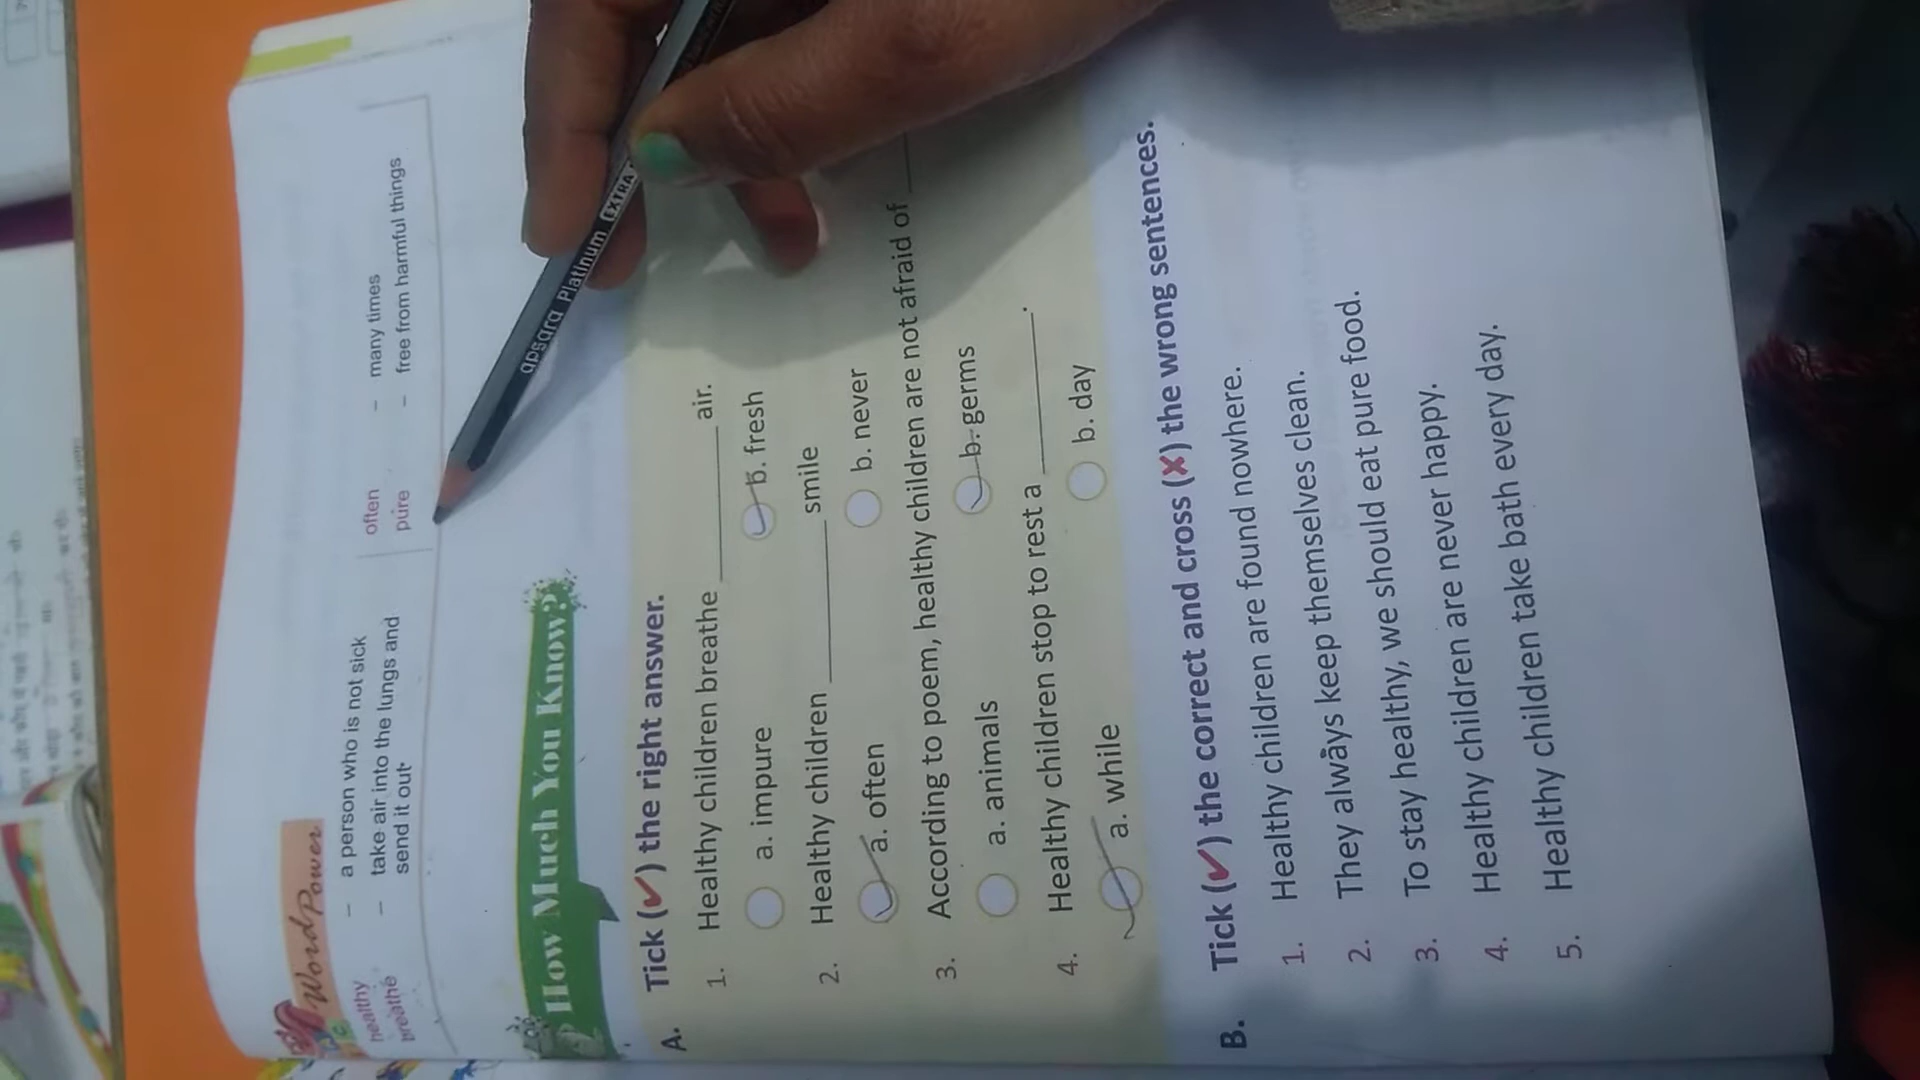 Word Power
healthy – a person who is not sick often – many times
breathe – take air into the lungs and pure – free from harmful things
send it out
How Much You Know?
A. Tick (✔) the right answer.
1. Healthy children breathe __________ air.
a. impure b. fresh
2. Healthy children __________ smile
a. often b. never
3. According to poem, healthy children are not afraid of
a. animals b. germs
4. Healthy children stop to rest a __________.
a. while b. day
B. Tick (✔) the correct and cross (✗) the wrong sentences.
1. Healthy children are found nowhere.
2. They always keep themselves clean.
3. To stay healthy, we should eat pure food.
4. Healthy children are never happy.
5. Healthy children take bath every day.
apsara Platinum EXTRA